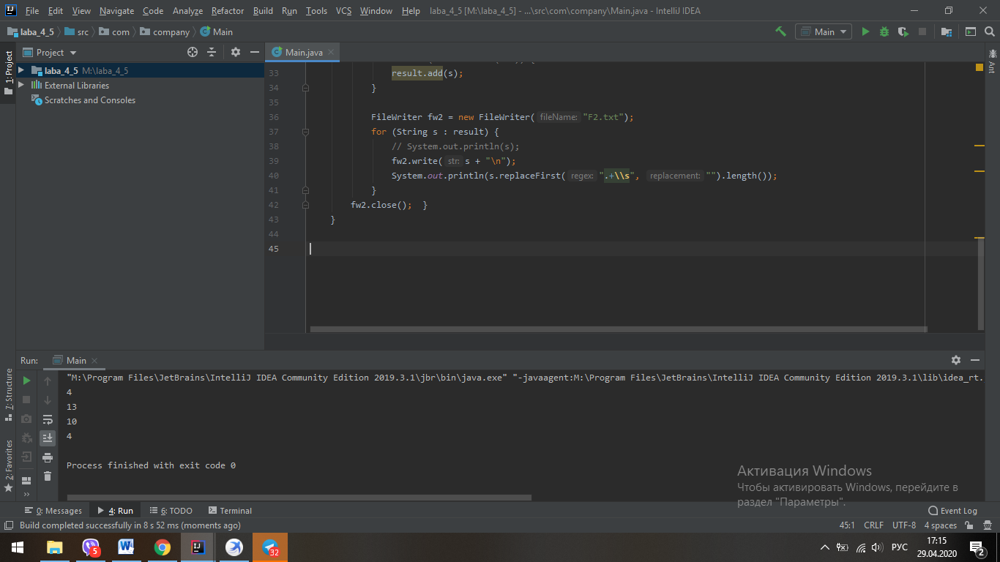 File Edit View Navigate Code Analyze Refactor Build Run Tools VCS Window Help laba_4_5 [M:\laba_4_5] - ...\src\com\company\Main.java - IntelliJ IDEA
laba_4_5 src com company Main Main
Project
Main.java
1: Project
Ant
laba_4_5 M:\laba_4_5
External Libraries
Scratches and Consoles
33 result.add(s);
34 }
35
36 FileWriter fw2 = new FileWriter( fileName: "F2.txt");
37 for (String s : result) {
38 // System.out.println(s);
39 fw2.write( str: s + "\n");
40 System.out.println(s.replaceFirst( regex: ".+\\s", replacement: "").length());
41 }
42 fw2.close(); }
43 }
44
45
Run: Main
7: Structure
2: Favorites
"M:\Program Files\JetBrains\IntelliJ IDEA Community Edition 2019.3.1\jbr\bin\java.exe" "-javaagent:M:\Program Files\JetBrains\IntelliJ IDEA Community Edition 2019.3.1\lib\idea_rt.
4
13
10
4
Process finished with exit code 0
Активация Windows
Чтобы активировать Windows, перейдите в
раздел "Параметры".
0: Messages 4: Run 6: TODO Terminal Event Log
Build completed successfully in 8 s 52 ms (moments ago) 45:1 CRLF UTF-8 4 spaces
5 32 РУС 17:15
29.04.2020 2